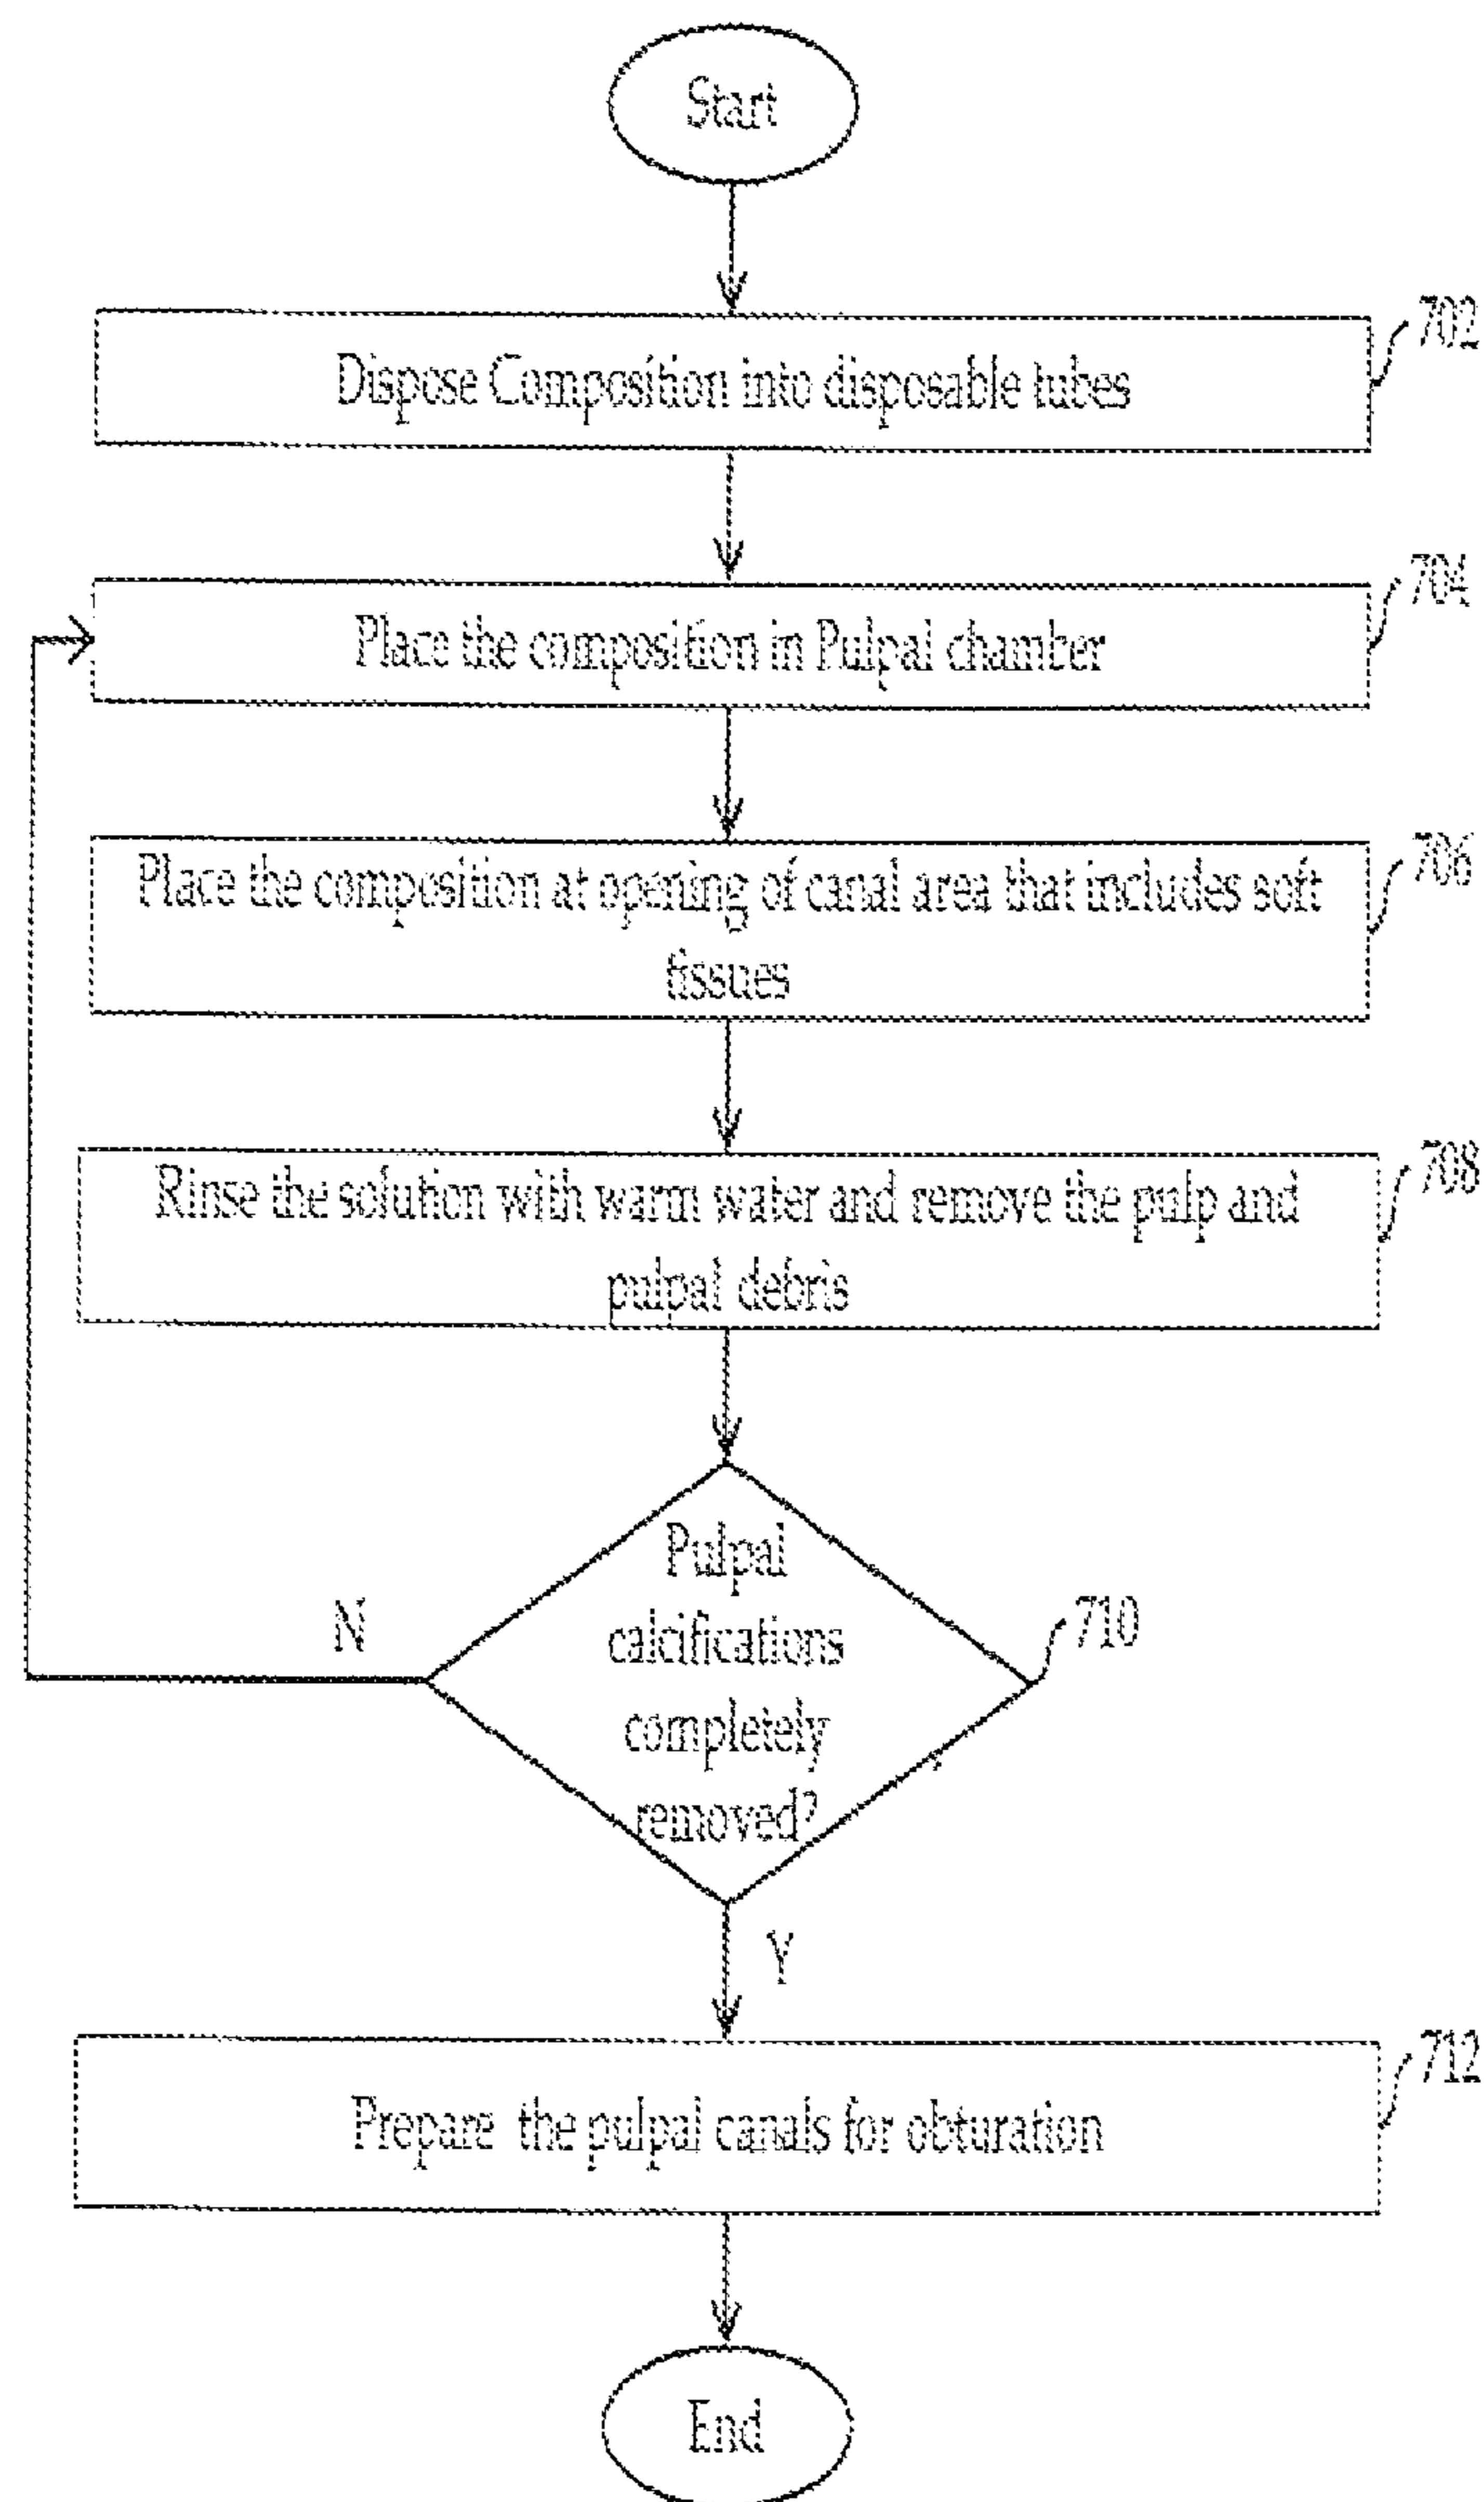 Start
702
Dispose Composition into disposable tubes
704
Place the composition in Pulpal chamber
706
Place the composition at opening of canal area that includes soft
tissues
708
Rinse the solution with warm water and remove the pulp and
pulpal debris
Pulpal
calcifications
completely
removed?
N
710
Y
712
Prepare the pulpal canals for obturation
End